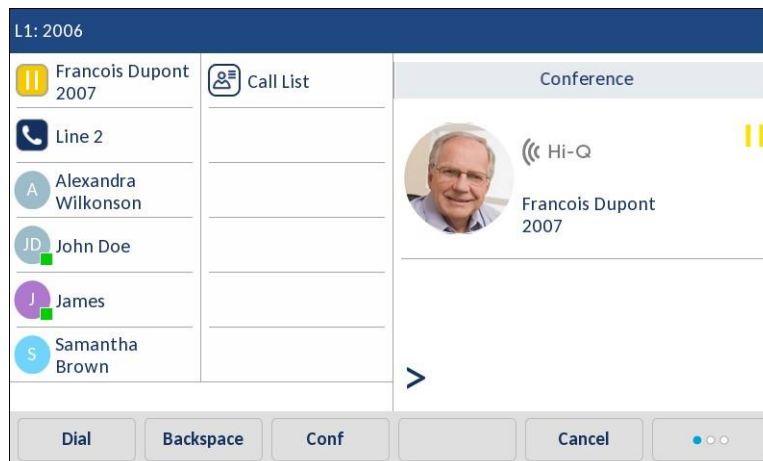 L1: 2006
Francois Dupont
2007
Line 2
A
Alexandra
Wilkonson
JD
John Doe
J
James
S
Samantha
Brown
Call List
Conference
Hi-Q
Francois Dupont
2007
>
Dial
Backspace
Conf
Cancel